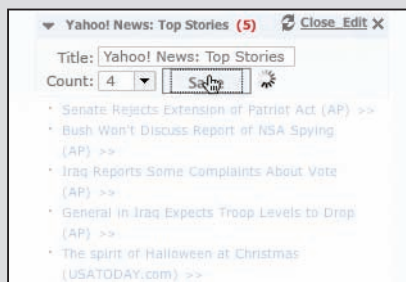 Yahoo! News: Top Stories (5) Close Edit X
Title: Yahoo! News: Top Stories
Count: 4 Save
Senate Rejects Extension of Patriot Act (AP) >>
Bush Won't Discuss Report of NSA Spying
(AP) >>
Iraq Reports Some Complaints About Vote
(AP) >>
General in Iraq Expects Troop Levels to Drop
(AP) >>
The spirit of Halloween at Christmas
(USATODAY.com) >>